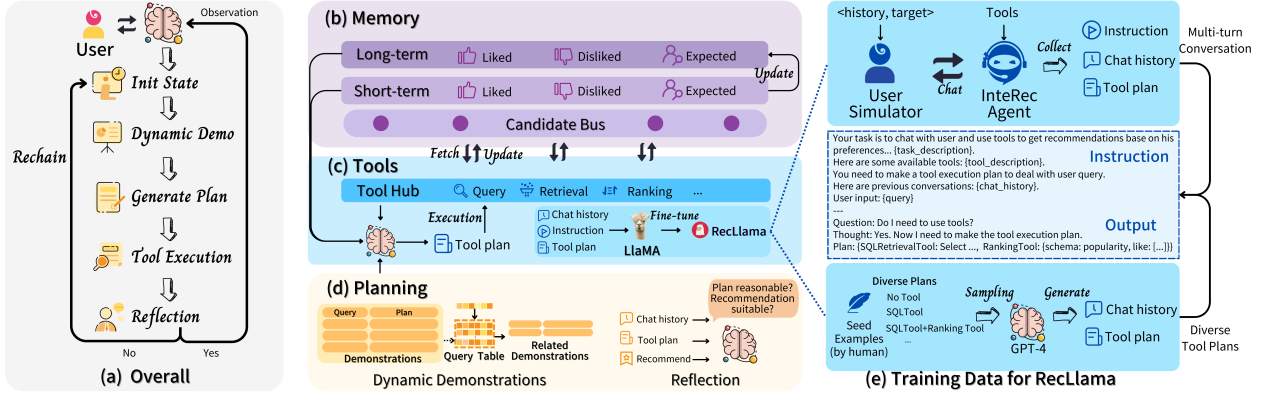 Observation
User
Init State
Dynamic Demo
Rechain
Generate Plan
Tool Execution
Reflection
No
Yes
(a) Overall
(b) Memory
Long-term
Liked
Disliked
Expected
Update
Short-term
Liked
Disliked
Expected
Candidate Bus
Fetch
Update
(c) Tools
Tool Hub
Query
Retrieval
Ranking
...
Execution
Tool plan
Chat history
Instruction
Tool plan
LlaMA
Fine-tune
RecLlama
(d) Planning
Query
Plan
Demonstrations
Query Table
Related
Demonstrations
Dynamic Demonstrations
Plan reasonable?
Recommendation
suitable?
Chat history
Tool plan
Recommend
Reflection
<history, target>
Tools
User
Simulator
Chat
InteRec
Agent
Collect
Instruction
Chat history
Tool plan
Multi-turn
Conversation
Your task is to chat with user and use tools to get recommendations base on his
preferences... {task_description}.
Here are some available tools: {tool_description}.
You need to make a tool execution plan to deal with user query.
Here are previous conversations: {chat_history}.
User input: {query}
---
Question: Do I need to use tools?
Thought: Yes. Now I need to make the tool execution plan.
Plan: {SQLRetrievalTool: Select ..., RankingTool: {schema: popularity, like: [...]}}
Instruction
Output
Diverse Plans
No Tool
SQLTool
SQLTool+Ranking Tool
...
Seed
Examples
(by human)
Sampling
GPT-4
Generate
Chat history
Tool plan
Diverse
Tool Plans
(e) Training Data for RecLlama